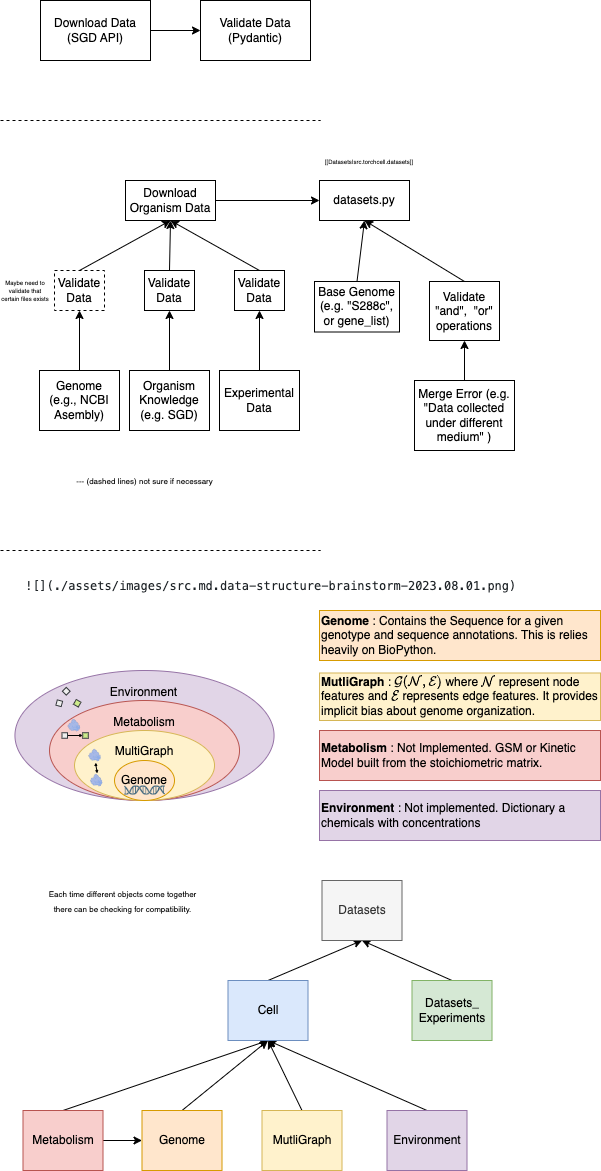 Download Data
(SGD API)
Validate Data
(Pydantic)
[[Datasets|src.torchcell.datasets]]
Download
Organism Data
datasets.py
Maybe need to
validate that
certain files exists
Validate
Data
Validate
Data
Validate
Data
Base Genome
(e.g. "S288c",
or gene_list)
Validate
"and", "or"
operations
Genome
(e.g., NCBI
Asembly)
Organism
Knowledge
(e.g. SGD)
Experimental
Data
Merge Error (e.g.
"Data collected
under different
medium" )
--- (dashed lines) not sure if necessary
![](./assets/images/src.md.data-structure-brainstorm-2023.08.01.png)
Environment
Metabolism
MultiGraph
Genome
Genome : Contains the Sequence for a given
genotype and sequence annotations. This is relies
heavily on BioPython.
MutliGraph : 𝒢(𝒩, ℰ) where 𝒩 represent node
features and ℰ represents edge features. It provides
implicit bias about genome organization.
Metabolism : Not Implemented. GSM or Kinetic
Model built from the stoichiometric matrix.
Environment : Not implemented. Dictionary a
chemicals with concentrations
Each time different objects come together
there can be checking for compatibility.
Datasets
Cell
Datasets_
Experiments
Metabolism
Genome
MutliGraph
Environment